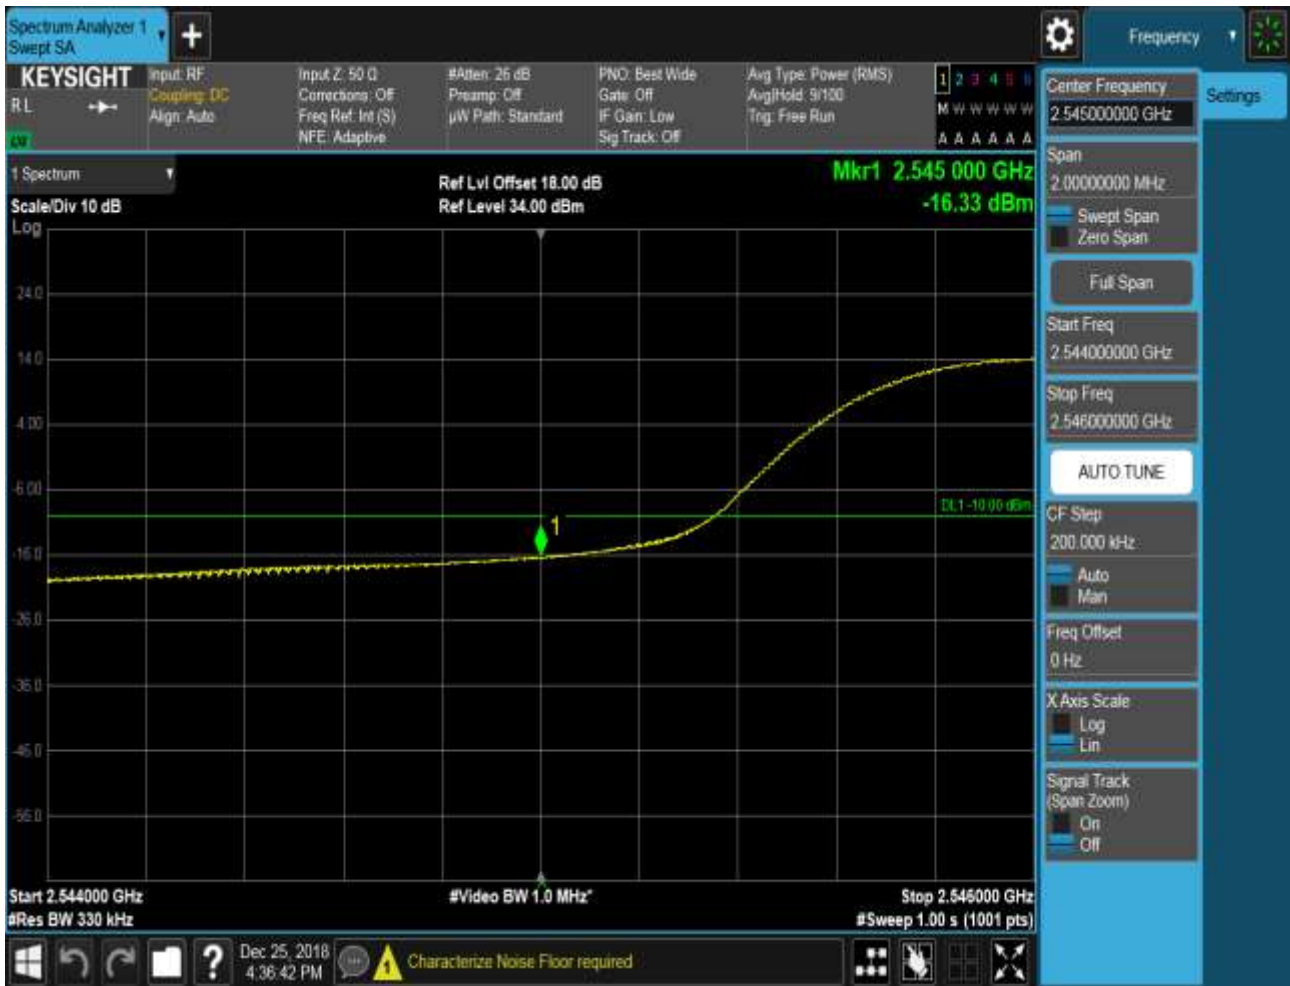 Spectrum Analyzer 1
Swept SA
Frequency
KEYSIGHT
RL
Input: RF
Coupling: DC
Align: Auto
Input Z: 50 Ω
Corrections: Off
Freq Ref: Int (S)
NFE: Adaptive
#Atten: 26 dB
Preamp: Off
µW Path: Standard
PNO: Best Wide
Gate: Off
IF Gain: Low
Sig Track: Off
Avg Type: Power (RMS)
Avg|Hold: 9/100
Trig: Free Run
1 2 3 4 5 6
M W W W W W
A A A A A A
Center Frequency
2.545000000 GHz
Settings
Span
2.00000000 MHz
Swept Span
Zero Span
Full Span
Start Freq
2.544000000 GHz
Stop Freq
2.546000000 GHz
AUTO TUNE
CF Step
200.000 kHz
Auto
Man
Freq Offset
0 Hz
X Axis Scale
Log
Lin
Signal Track
(Span Zoom)
On
Off
1 Spectrum
Scale/Div 10 dB
Log
Ref Lvl Offset 18.00 dB
Ref Level 34.00 dBm
Mkr1 2.545 000 GHz
-16.33 dBm
24.0
14.0
4.00
-6.00
DL1 -10.00 dBm
1
-16.0
-26.0
-36.0
-46.0
-56.0
Start 2.544000 GHz
#Video BW 1.0 MHz*
Stop 2.546000 GHz
#Res BW 330 kHz
#Sweep 1.00 s (1001 pts)
?
Dec 25, 2018
4:36:42 PM
1
Characterize Noise Floor required